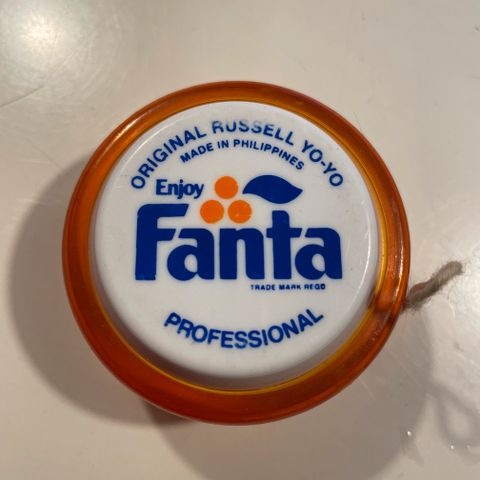 ORIGINAL RUSSELL YO-YO
MADE IN PHILIPPINES
Enjoy
Fanta
TRADE MARK REGD
PROFESSIONAL